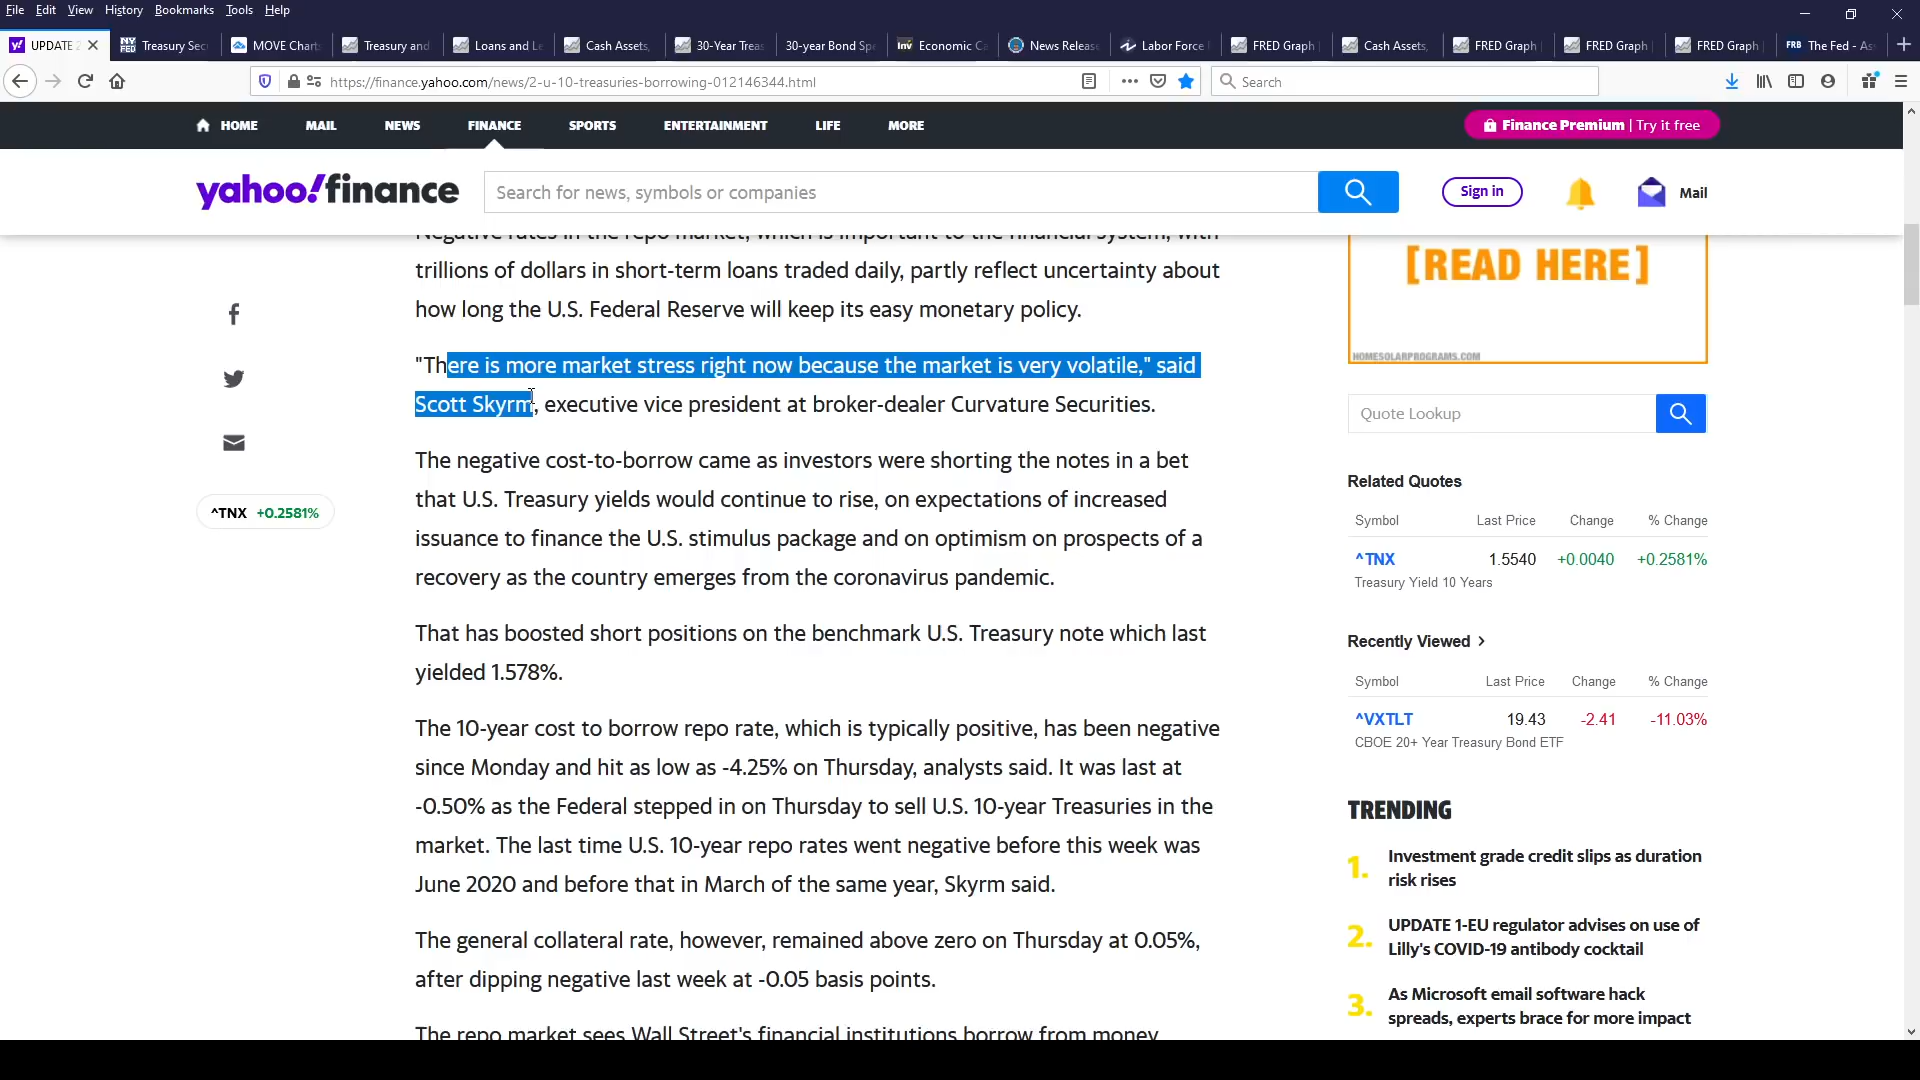 File Edit View History Bookmarks Tools Help
UPDATE 2
Treasury Sec
MOVE Chart
Treasury and
Loans and Le
Cash Assets,
30-Year Treas
30-year Bond Spe
Economic Ca
News Release
Labor Force
FRED Graph
Cash Assets,
FRED Graph
FRED Graph
FRED Graph
The Fed - As
https://finance.yahoo.com/news/2-u-10-treasuries-borrowing-012146344.html
Search
HOME MAIL NEWS FINANCE SPORTS ENTERTAINMENT LIFE MORE
Finance Premium | Try it free
yahoo!finance
Search for news, symbols or companies
Sign in
Mail
Negative rates in the repo market, which is important to the financial system, with
trillions of dollars in short-term loans traded daily, partly reflect uncertainty about
how long the U.S. Federal Reserve will keep its easy monetary policy.
"There is more market stress right now because the market is very volatile," said
Scott Skyrm, executive vice president at broker-dealer Curvature Securities.
The negative cost-to-borrow came as investors were shorting the notes in a bet
that U.S. Treasury yields would continue to rise, on expectations of increased
issuance to finance the U.S. stimulus package and on optimism on prospects of a
recovery as the country emerges from the coronavirus pandemic.
That has boosted short positions on the benchmark U.S. Treasury note which last
yielded 1.578%.
The 10-year cost to borrow repo rate, which is typically positive, has been negative
since Monday and hit as low as -4.25% on Thursday, analysts said. It was last at
-0.50% as the Federal stepped in on Thursday to sell U.S. 10-year Treasuries in the
market. The last time U.S. 10-year repo rates went negative before this week was
June 2020 and before that in March of the same year, Skyrm said.
The general collateral rate, however, remained above zero on Thursday at 0.05%,
after dipping negative last week at -0.05 basis points.
The repo market sees Wall Street's financial institutions borrow from money
^TNX +0.2581%
[READ HERE]
HOMESOLARPROGRAMS.COM
Quote Lookup
Related Quotes
Symbol Last Price Change % Change
^TNX 1.5540 +0.0040 +0.2581%
Treasury Yield 10 Years
Recently Viewed
Symbol Last Price Change % Change
^VXTLT 19.43 -2.41 -11.03%
CBOE 20+ Year Treasury Bond ETF
TRENDING
1. Investment grade credit slips as duration
risk rises
2. UPDATE 1-EU regulator advises on use of
Lilly's COVID-19 antibody cocktail
3. As Microsoft email software hack
spreads, experts brace for more impact